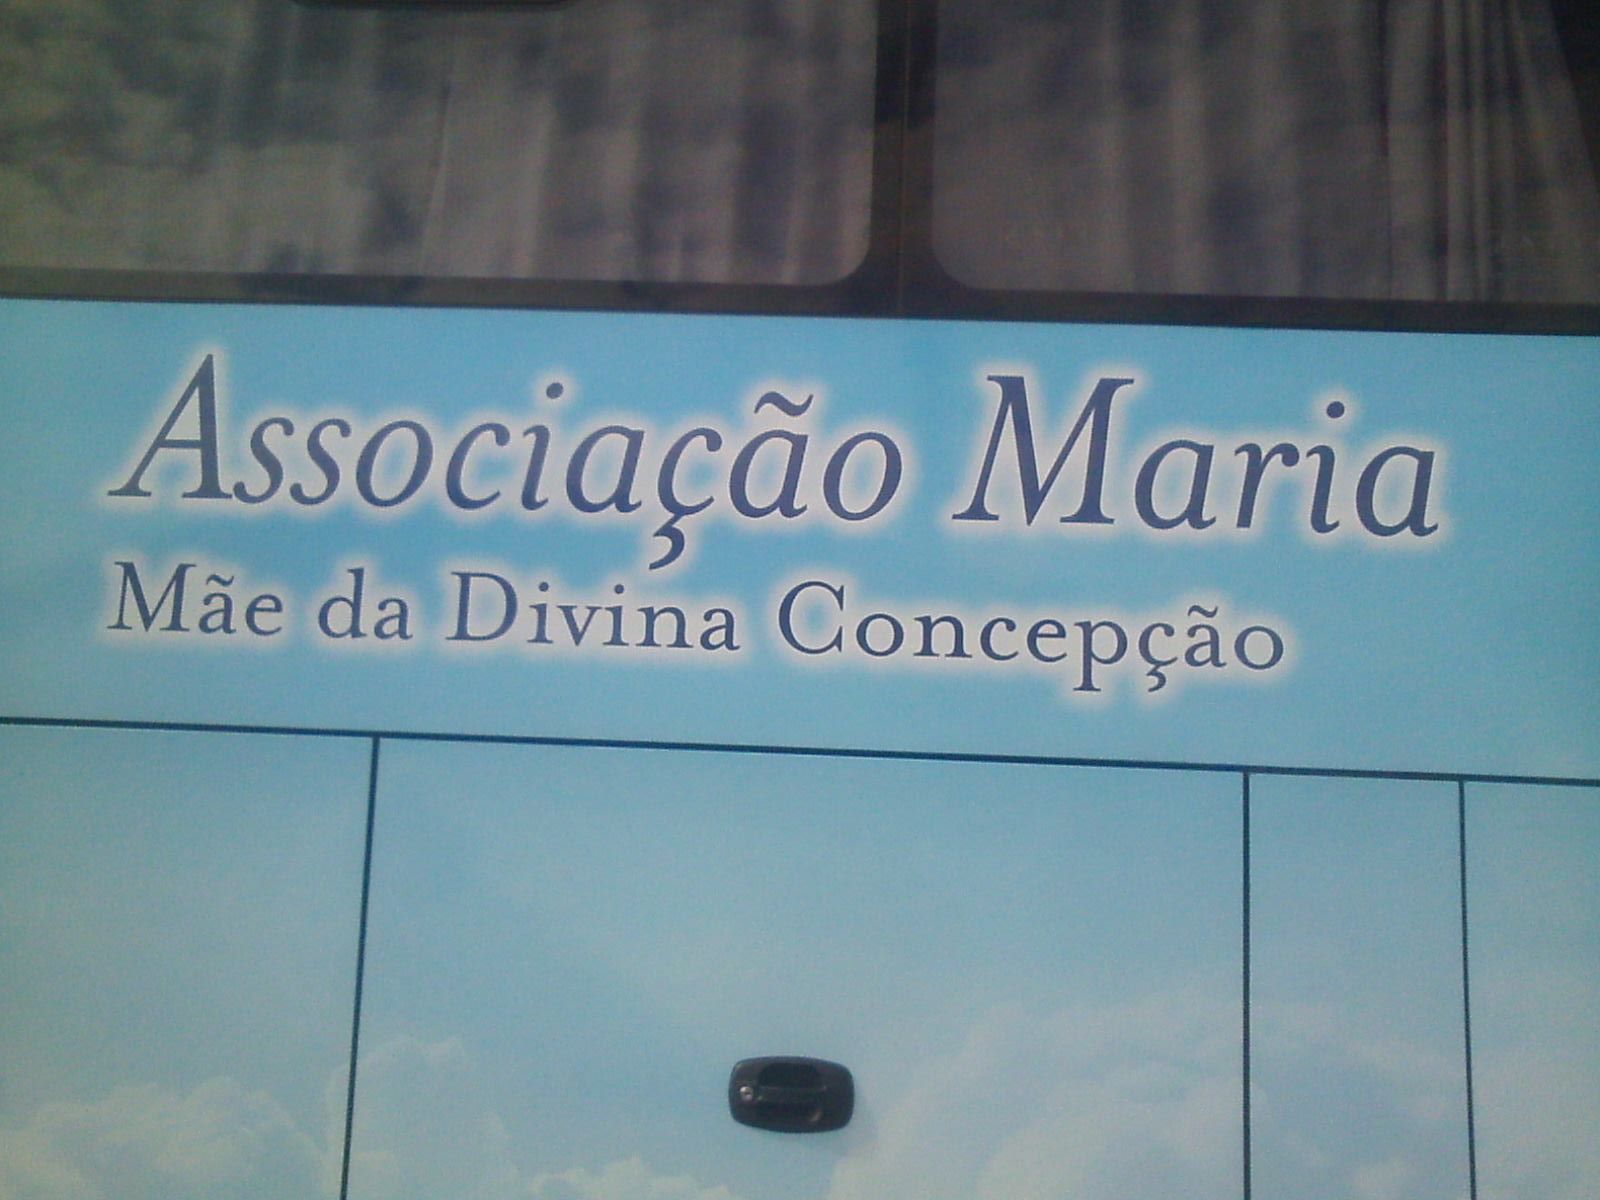 Associação Maria
Mãe da Divina Concepção